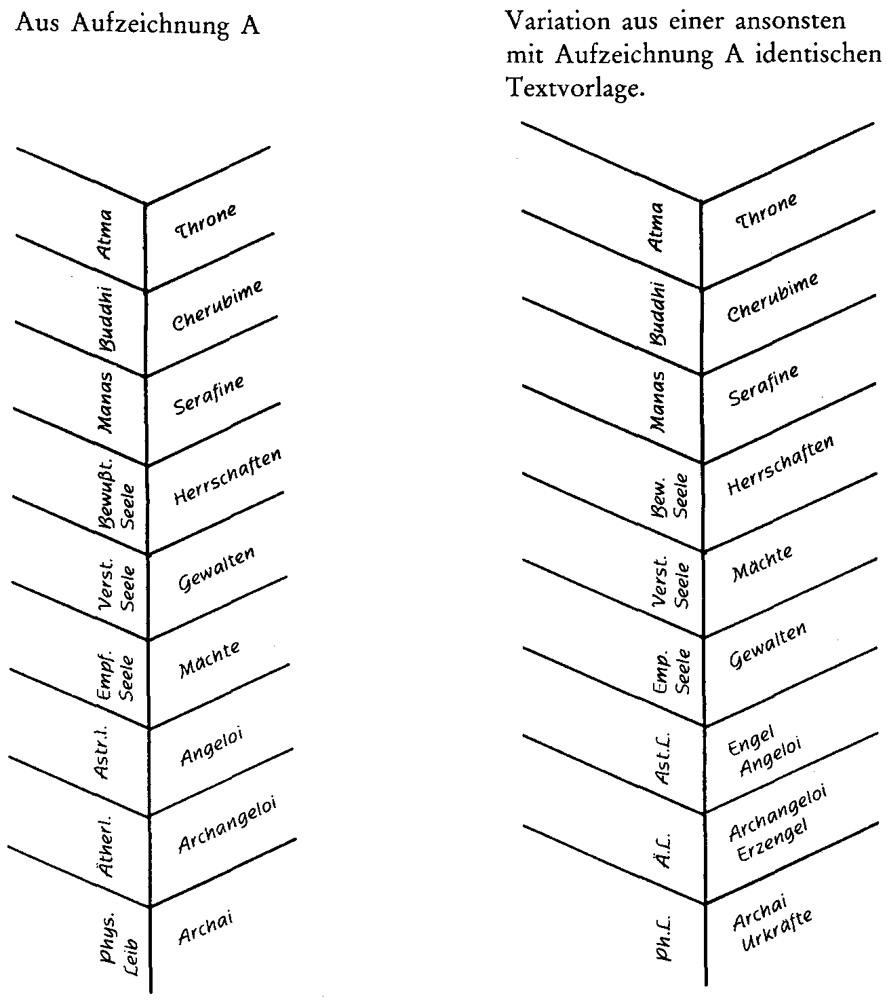 Aus Aufzeichnung A
Atma
Throne
Buddhi
Cherubime
Manas
Serafine
Bewußt.
Seele
Herrschaften
Verst.
Seele
Gewalten
Empf.
Seele
Mächte
Astr.l.
Angeloi
Ätherl.
Archangeloi
Phys.
Leib
Archai
Variation aus einer ansonsten
mit Aufzeichnung A identischen
Textvorlage.
Atma
Throne
Buddhi
Cherubime
Manas
Serafine
Bew.
Seele
Herrschaften
Verst.
Seele
Mächte
Emp.
Seele
Gewalten
Ast.L.
Engel
Angeloi
Ä.L.
Archangeloi
Erzengel
Ph.L.
Archai
Urkräfte